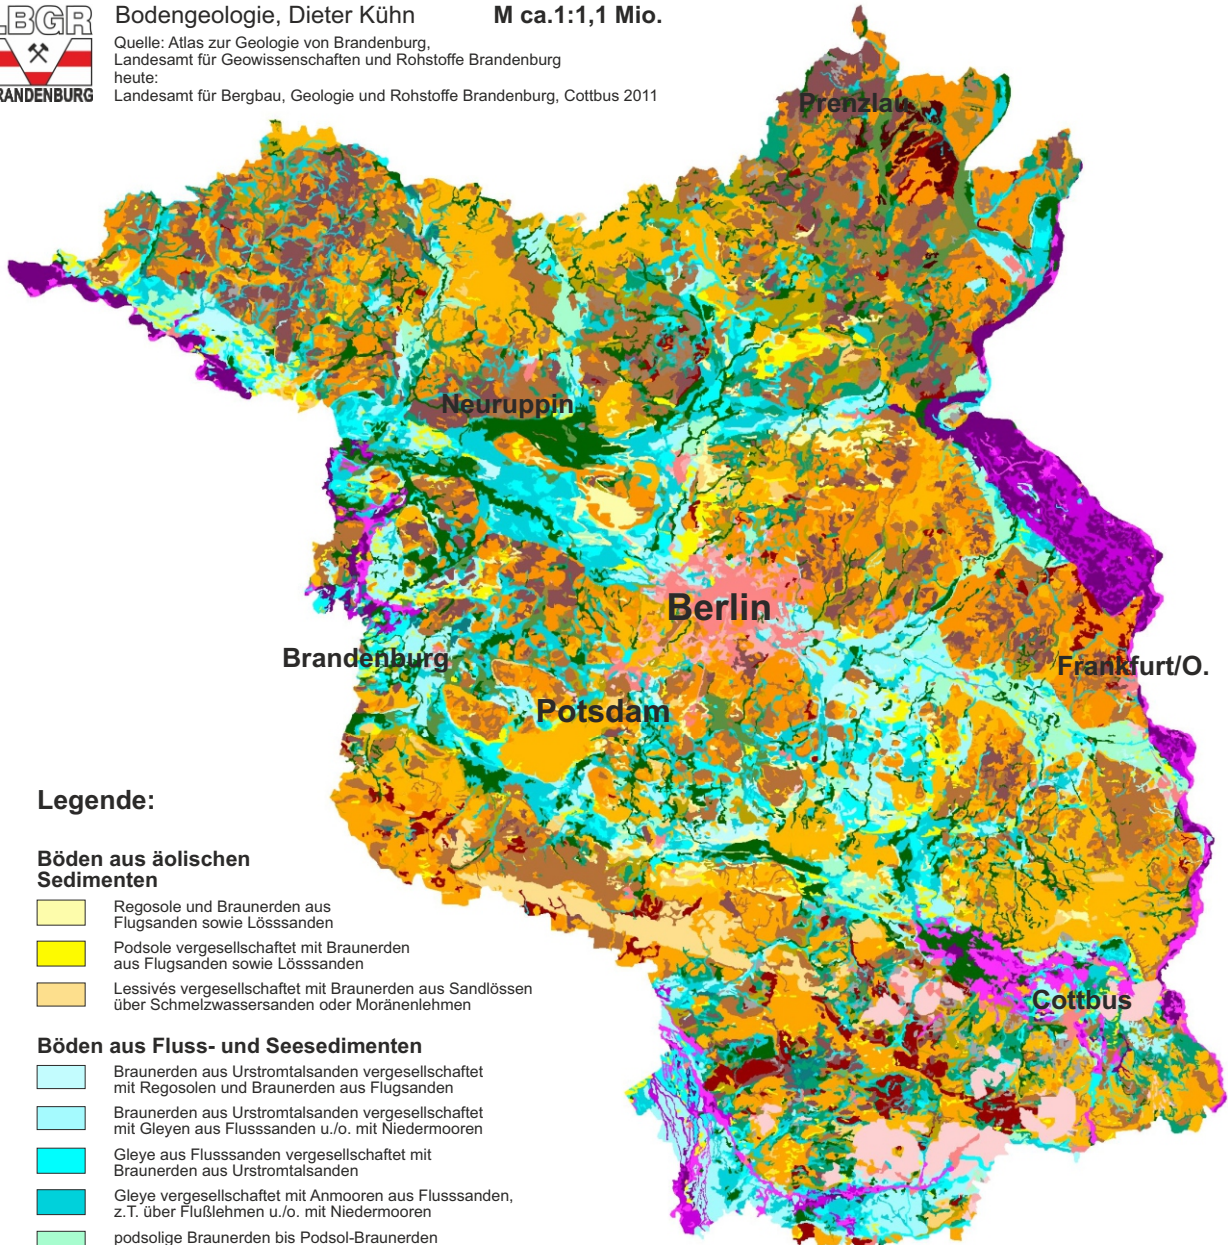 LBGR
BRANDENBURG
Bodengeologie, Dieter Kühn M ca.1:1,1 Mio.
Quelle: Atlas zur Geologie von Brandenburg,
Landesamt für Geowissenschaften und Rohstoffe Brandenburg
heute:
Landesamt für Bergbau, Geologie und Rohstoffe Brandenburg, Cottbus 2011
Prenzlau
Neuruppin
Berlin
Brandenburg
Frankfurt/O.
Potsdam
Cottbus
Legende:
Böden aus äolischen
Sedimenten
Regosole und Braunerden aus
Flugsanden sowie Lösssanden
Podsole vergesellschaftet mit Braunerden
aus Flugsanden sowie Lösssanden
Lessivés vergesellschaftet mit Braunerden aus Sandlössen
über Schmelzwassersanden oder Moränenlehmen
Böden aus Fluss- und Seesedimenten
Braunerden aus Urstromtalsanden vergesellschaftet
mit Regosolen und Braunerden aus Flugsanden
Braunerden aus Urstromtalsanden vergesellschaftet
mit Gleyen aus Flusssanden u./o. mit Niedermooren
Gleye aus Flusssanden vergesellschaftet mit
Braunerden aus Urstromtalsanden
Gleye vergesellschaftet mit Anmooren aus Flusssanden,
z.T. über Flußlehmen u./o. mit Niedermooren
podsolige Braunerden bis Podsol-Braunerden